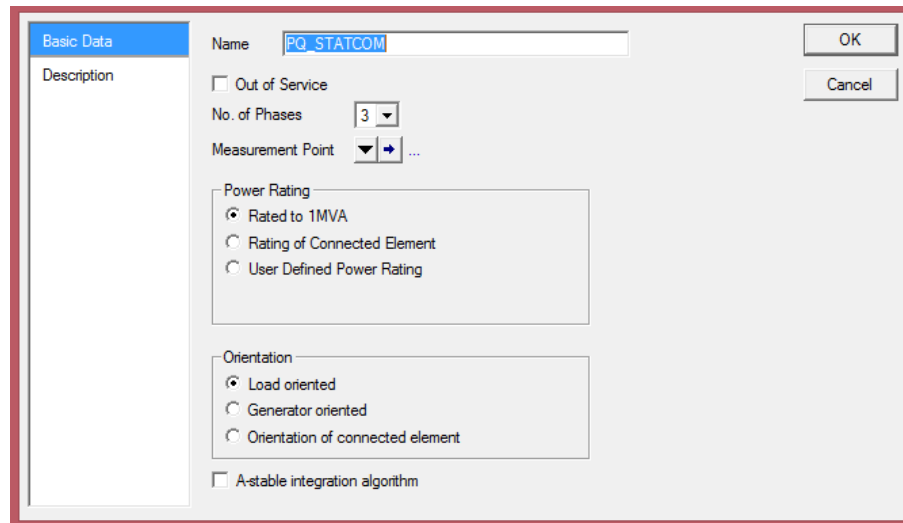 Basic Data
Description
Name PQ_STATCOM
Out of Service
No. of Phases 3
Measurement Point ...
Power Rating
Rated to 1MVA
Rating of Connected Element
User Defined Power Rating
Orientation
Load oriented
Generator oriented
Orientation of connected element
A-stable integration algorithm
OK
Cancel